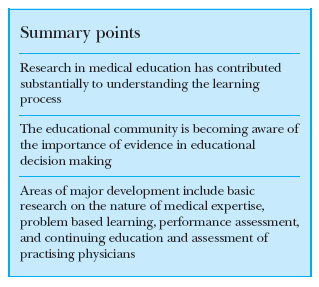 Summary points
Research in medical education has contributed
substantially to understanding the learning
process
The educational community is becoming aware of
the importance of evidence in educational
decision making
Areas of major development include basic
research on the nature of medical expertise,
problem based learning, performance assessment,
and continuing education and assessment of
practising physicians